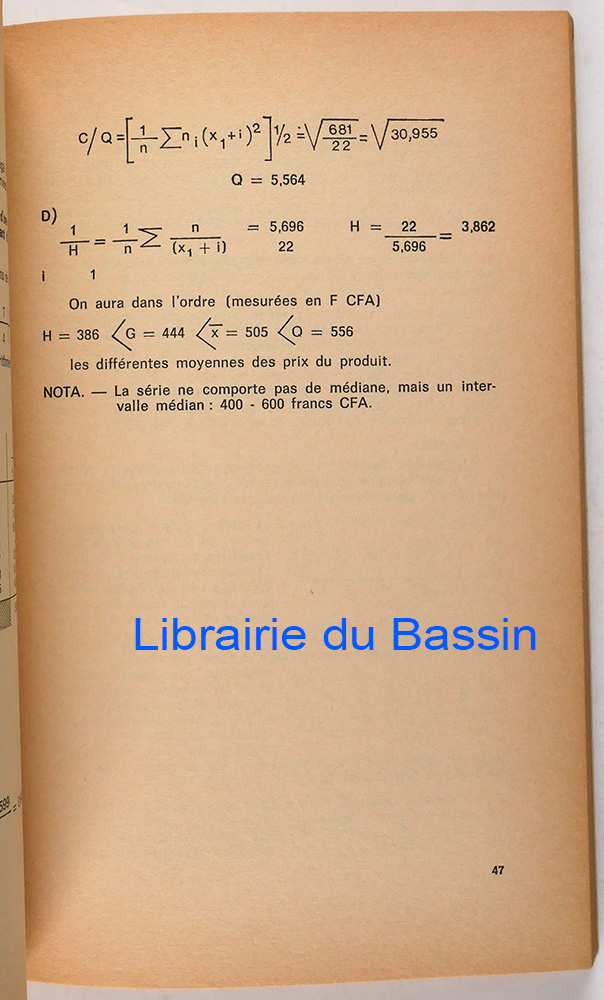 C/ Q = [ 1/n ∑ n i (x 1 + i) 2 ] 1/2 = √ 681/22 = √ 30,955
Q = 5,564
D)
1/H = 1/n ∑ n/(x1 + i) = 5,696/22 H = 22/5,696 = 3,862
i 1
On aura dans l'ordre (mesurées en F CFA)
H = 386 < G = 444 < x̄ = 505 < Q = 556
les différentes moyennes des prix du produit.
NOTA. — La série ne comporte pas de médiane, mais un inter-
valle médian : 400 - 600 francs CFA.
Librairie du Bassin
47